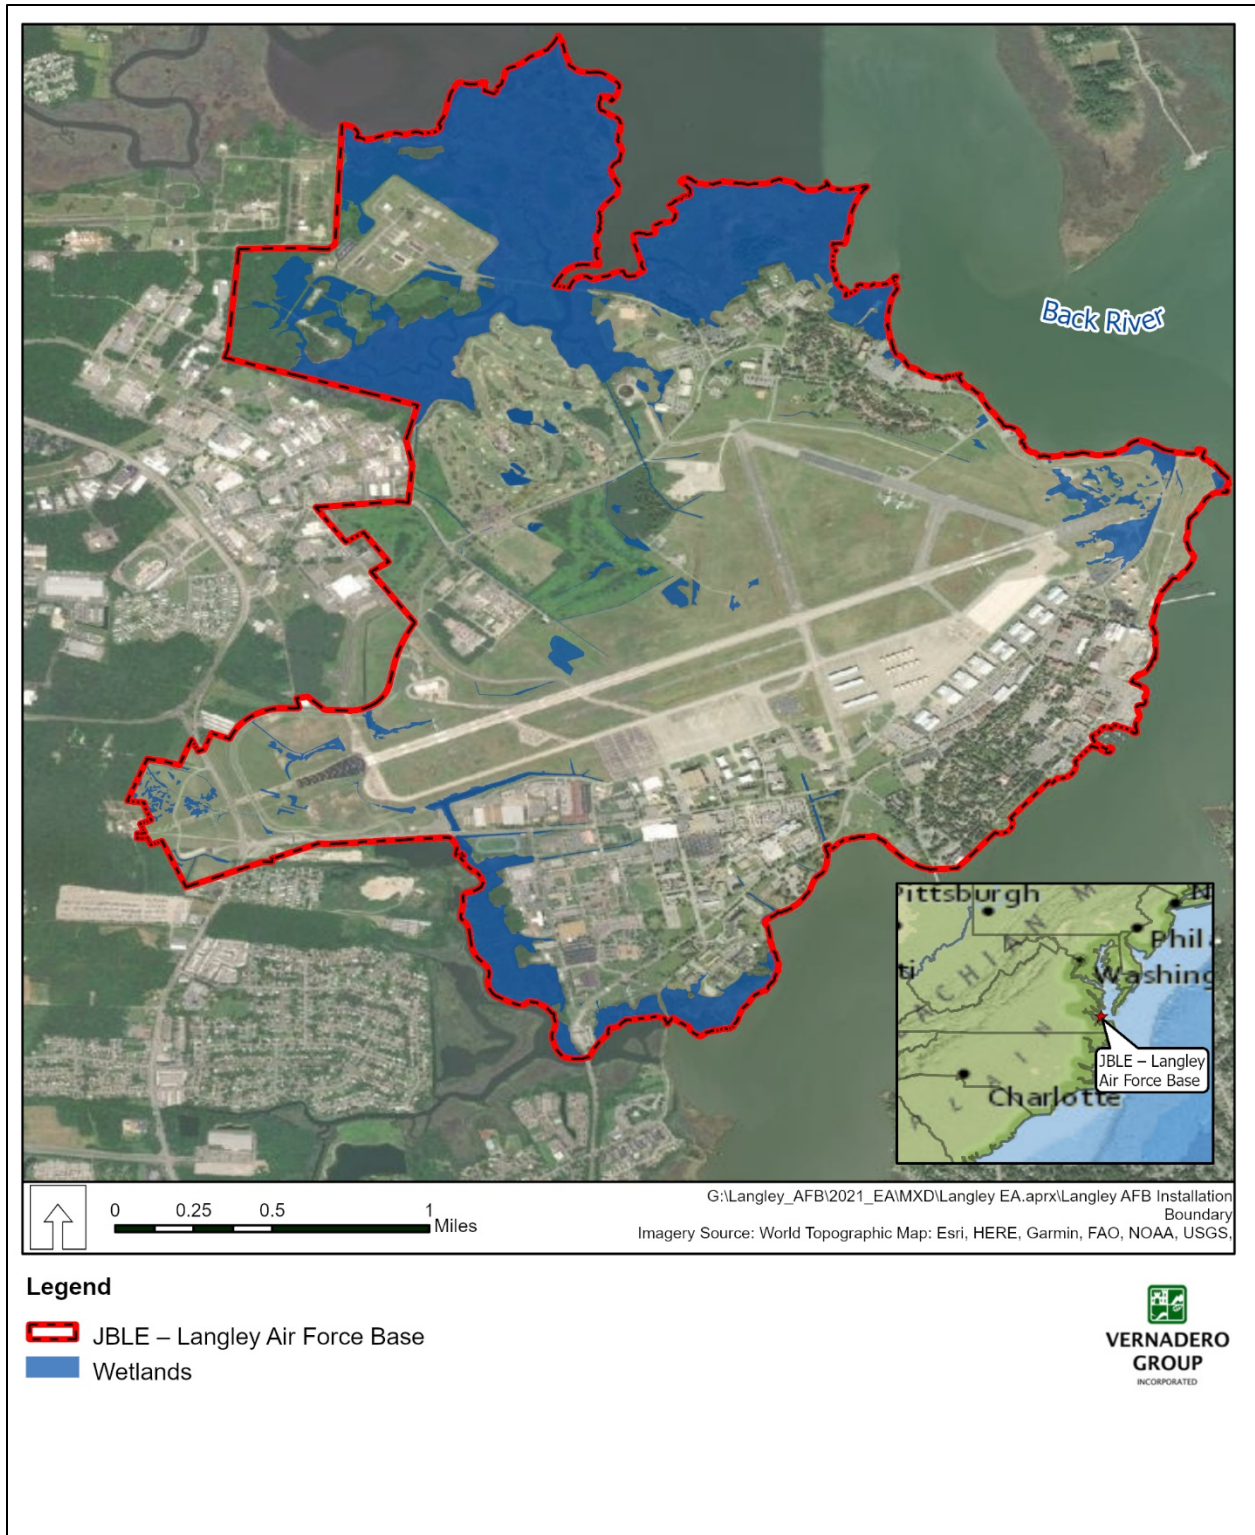 Back River
Pittsburgh
N
Phil
Washing
ti
A C H I A N M
A I N
L A I N
JBLE – Langley
Air Force Base
Charlotte
0 0.25 0.5 1
Miles
G:\Langley_AFB\2021_EA\MXD\Langley EA.aprx\Langley AFB Installation
Boundary
Imagery Source: World Topographic Map: Esri, HERE, Garmin, FAO, NOAA, USGS,
Legend
JBLE – Langley Air Force Base
Wetlands
VERNADERO
GROUP
INCORPORATED